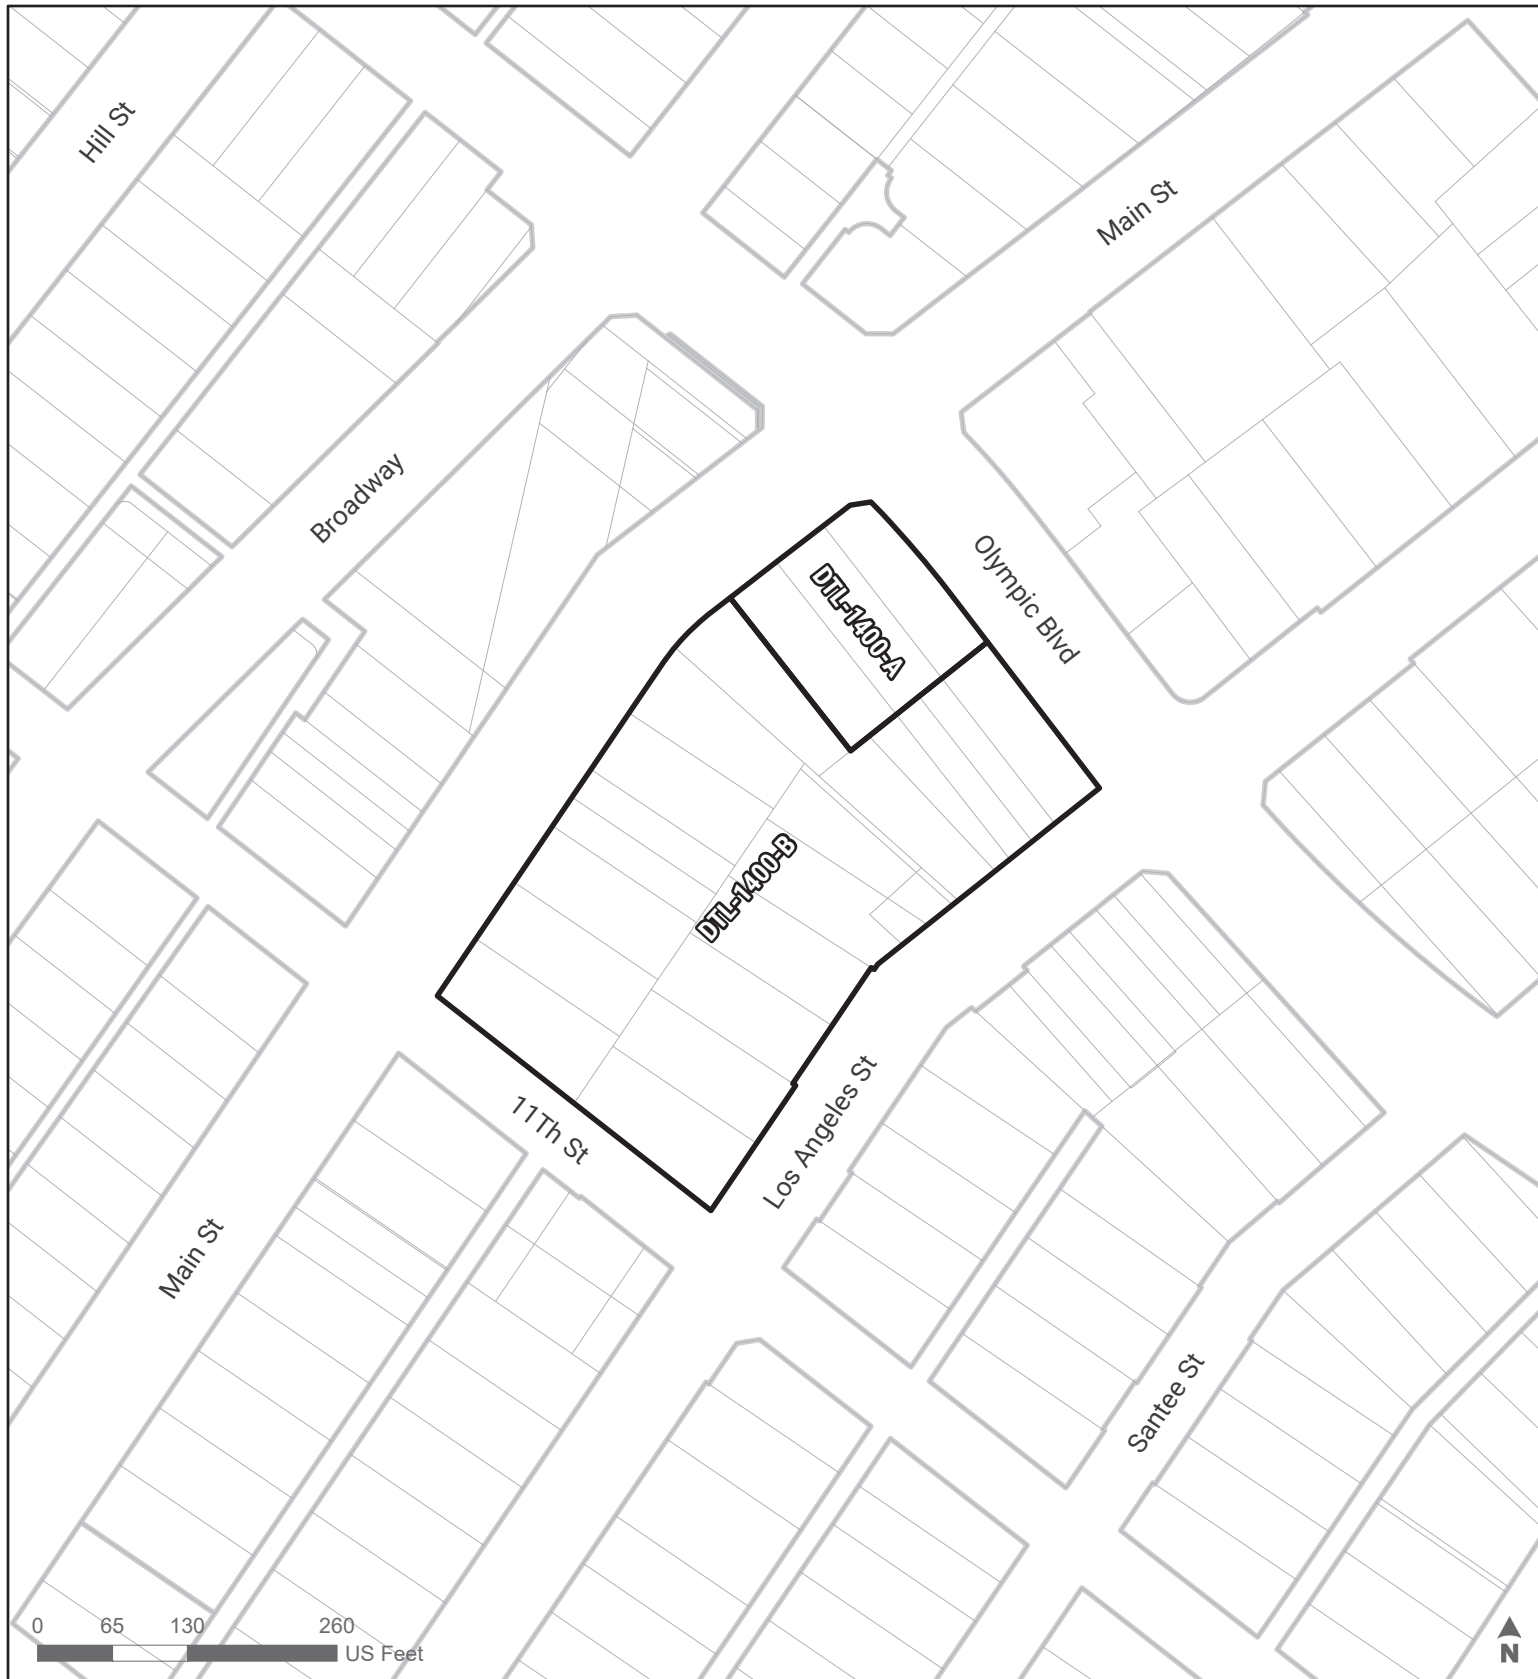 Hill St
Main St
Broadway
Olympic Blvd
DTL-1400-A
DTL-1400-B
11Th St
Los Angeles St
Main St
Santee St
0 65 130 260
US Feet
N